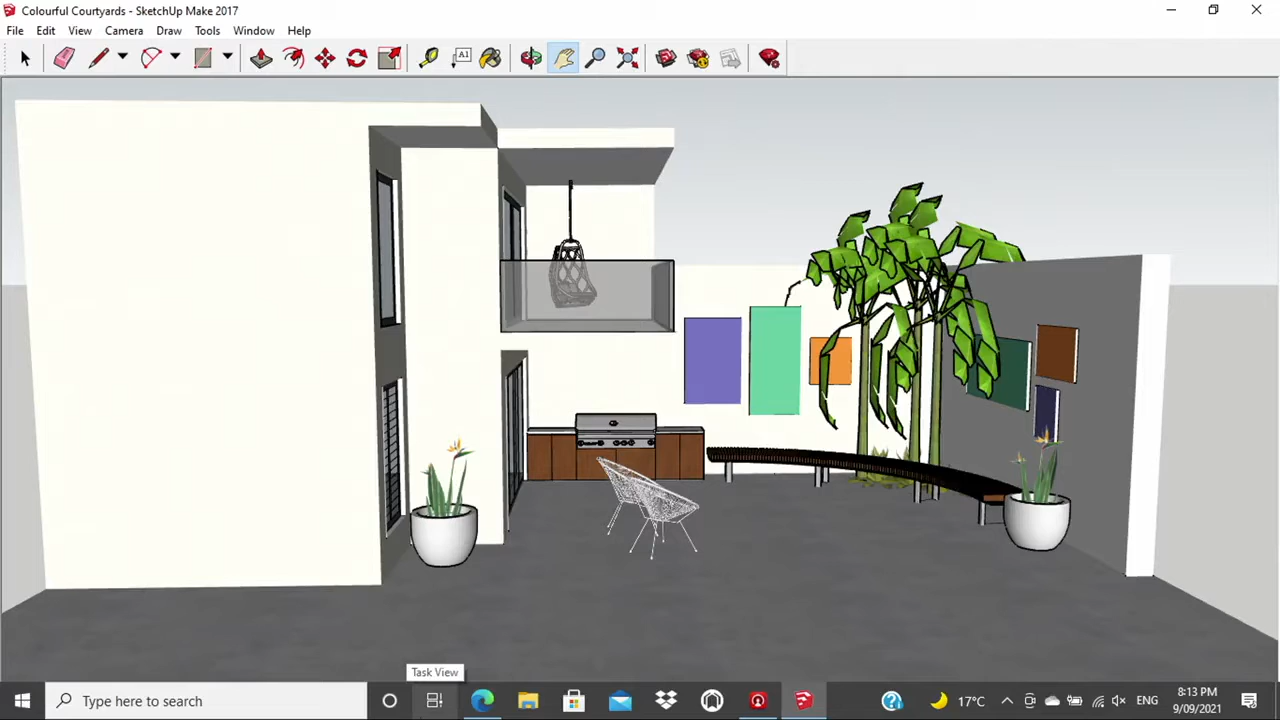 Colourful Courtyards - SketchUp Make 2017
File Edit View Camera Draw Tools Window Help
A1
Task View
Type here to search
17°C
ENG
8:13 PM
9/09/2021